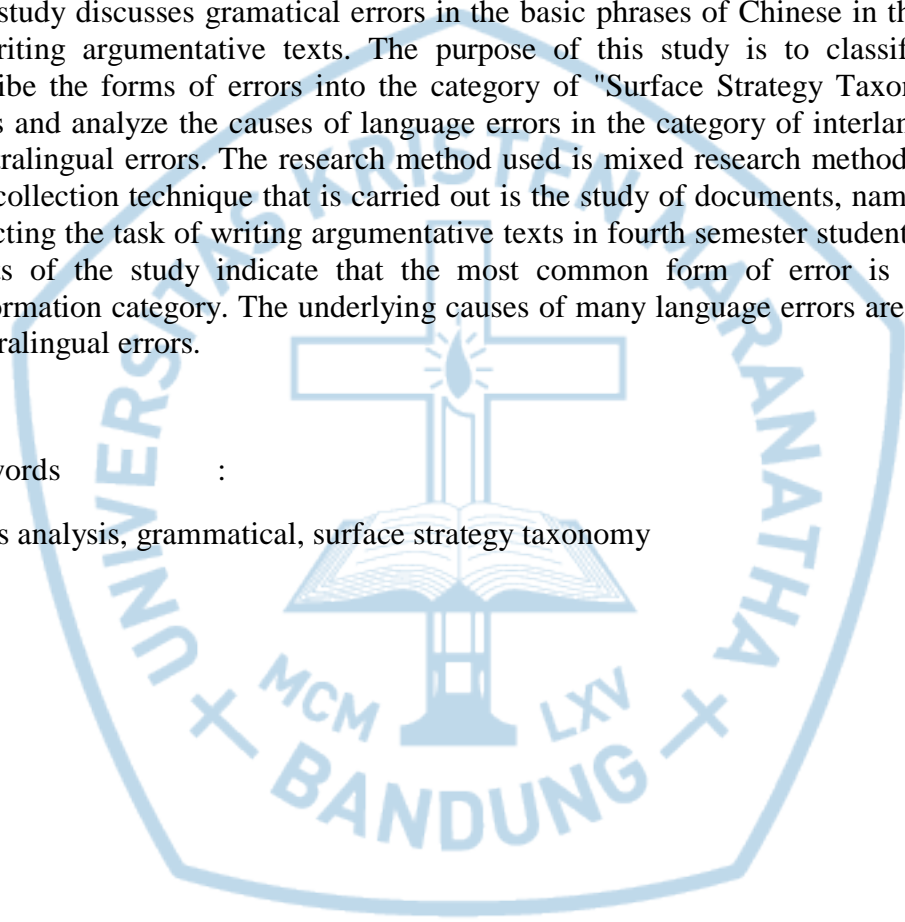 study discusses gramatical errors in the basic phrases of Chinese in th
riting argumentative texts. The purpose of this study is to classif
ibe the forms of errors into the category of "Surface Strategy Taxon
s and analyze the causes of language errors in the category of interlan
ralingual errors. The research method used is mixed research method
collection technique that is carried out is the study of documents, nam
cting the task of writing argumentative texts in fourth semester student
s of the study indicate that the most common form of error is
ormation category. The underlying causes of many language errors are
ralingual errors.
words :
s analysis, grammatical, surface strategy taxonomy
UNIVERSITAS KRISTEN MARANATHA
MCM LXV
BANDUNG